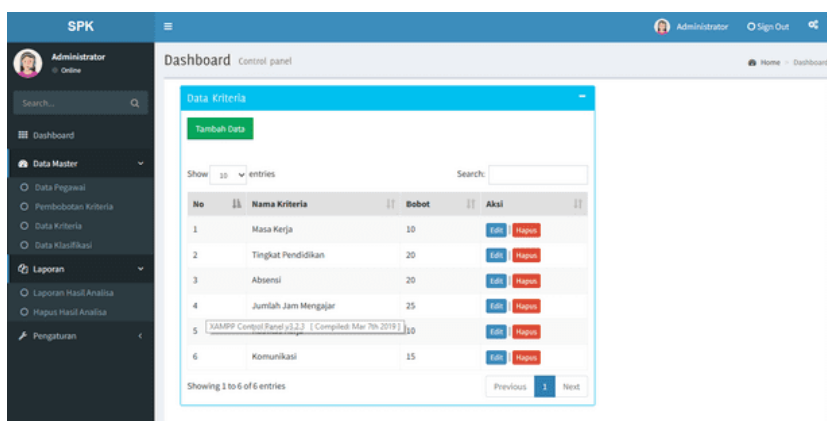 SPK
Administrator
Sign Out
Administrator
Online
Dashboard Control panel
Home > Dashboard
Search...
Dashboard
Data Master
Data Pegawai
Pembobotan Kriteria
Data Kriteria
Data Klasifikasi
Laporan
Laporan Hasil Analisa
Hapus Hasil Analisa
Pengaturan
Data Kriteria
Tambah Data
Show 10 entries
Search:
No Nama Kriteria Bobot Aksi
1 Masa Kerja 10 Edit | Hapus
2 Tingkat Pendidikan 20 Edit | Hapus
3 Absensi 20 Edit | Hapus
4 Jumlah Jam Mengajar 25 Edit | Hapus
XAMPP Control Panel v3.2.3 [ Compiled: Mar 7th 2019 ]
5 10 Edit | Hapus
6 Komunikasi 15 Edit | Hapus
Showing 1 to 6 of 6 entries
Previous 1 Next